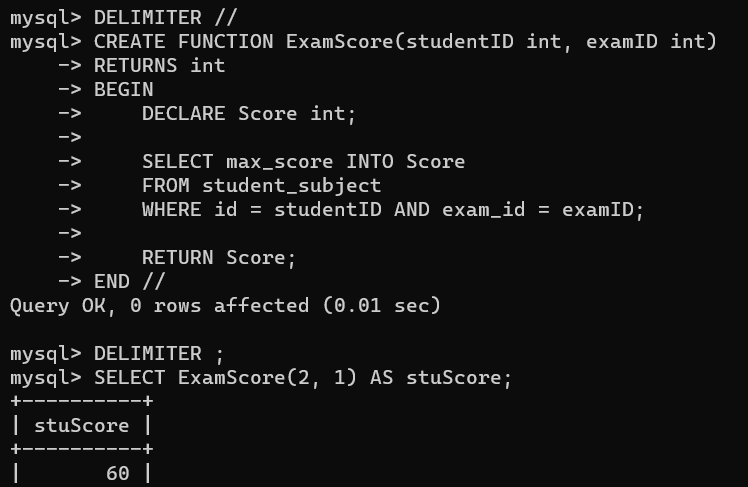 mysql> DELIMITER //
mysql> CREATE FUNCTION ExamScore(studentID int, examID int)
    -> RETURNS int
    -> BEGIN
    ->     DECLARE Score int;
    ->
    ->     SELECT max_score INTO Score
    ->     FROM student_subject
    ->     WHERE id = studentID AND exam_id = examID;
    ->
    ->     RETURN Score;
    -> END //
Query OK, 0 rows affected (0.01 sec)

mysql> DELIMITER ;
mysql> SELECT ExamScore(2, 1) AS stuScore;
+----------+
| stuScore |
+----------+
|       60 |